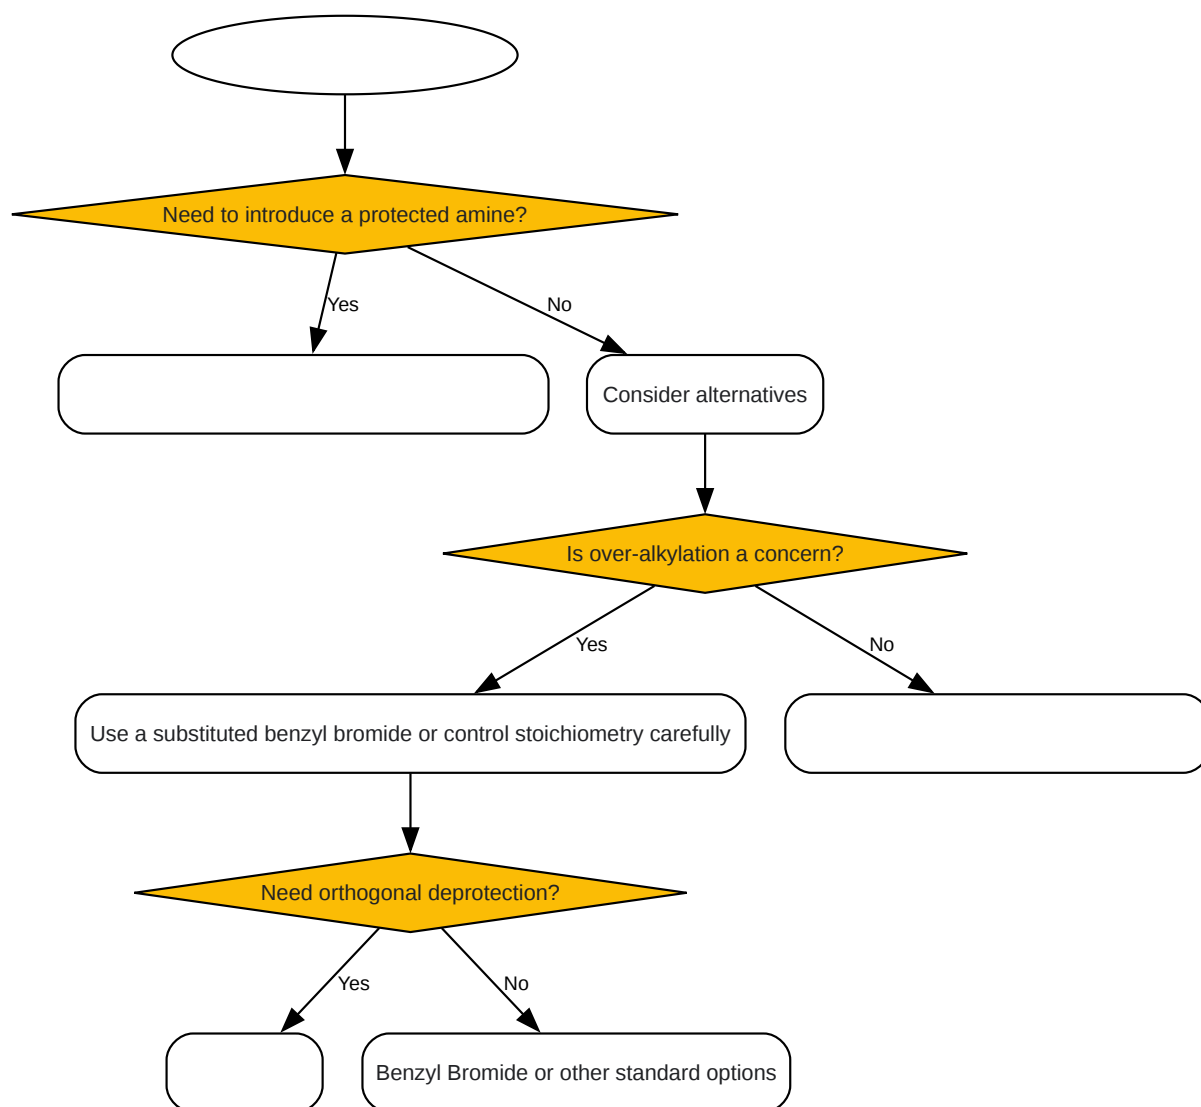 Need to introduce a protected amine?
Yes
No
Consider alternatives
Is over-alkylation a concern?
Yes
No
Use a substituted benzyl bromide or control stoichiometry carefully
Need orthogonal deprotection?
Yes
No
Benzyl Bromide or other standard options